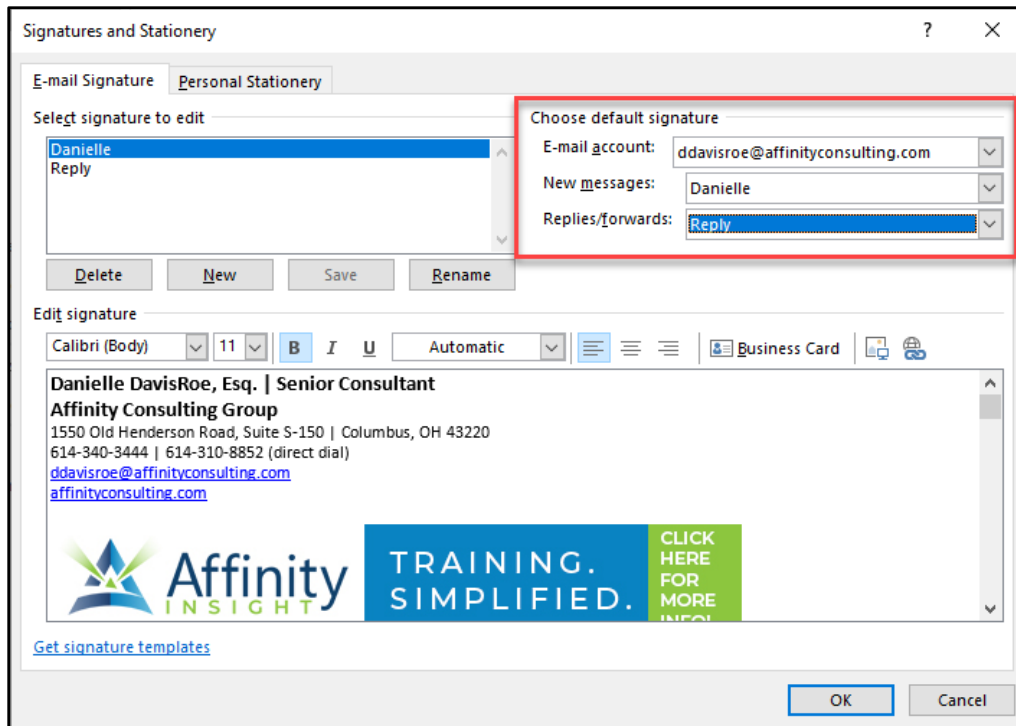 Signatures and Stationery
E-mail Signature Personal Stationery
Select signature to edit
Danielle
Reply
Delete New Save Rename
Choose default signature
E-mail account: ddavisroe@affinityconsulting.com
New messages: Danielle
Replies/forwards: Reply
Edit signature
Calibri (Body) 11 B I U Automatic Business Card
Danielle DavisRoe, Esq. | Senior Consultant
Affinity Consulting Group
1550 Old Henderson Road, Suite S-150 | Columbus, OH 43220
614-340-3444 | 614-310-8852 (direct dial)
ddavisroe@affinityconsulting.com
affinityconsulting.com
Affinity
INSIGHT
TRAINING.
SIMPLIFIED.
CLICK
HERE
FOR
MORE
INFO!
Get signature templates
OK Cancel